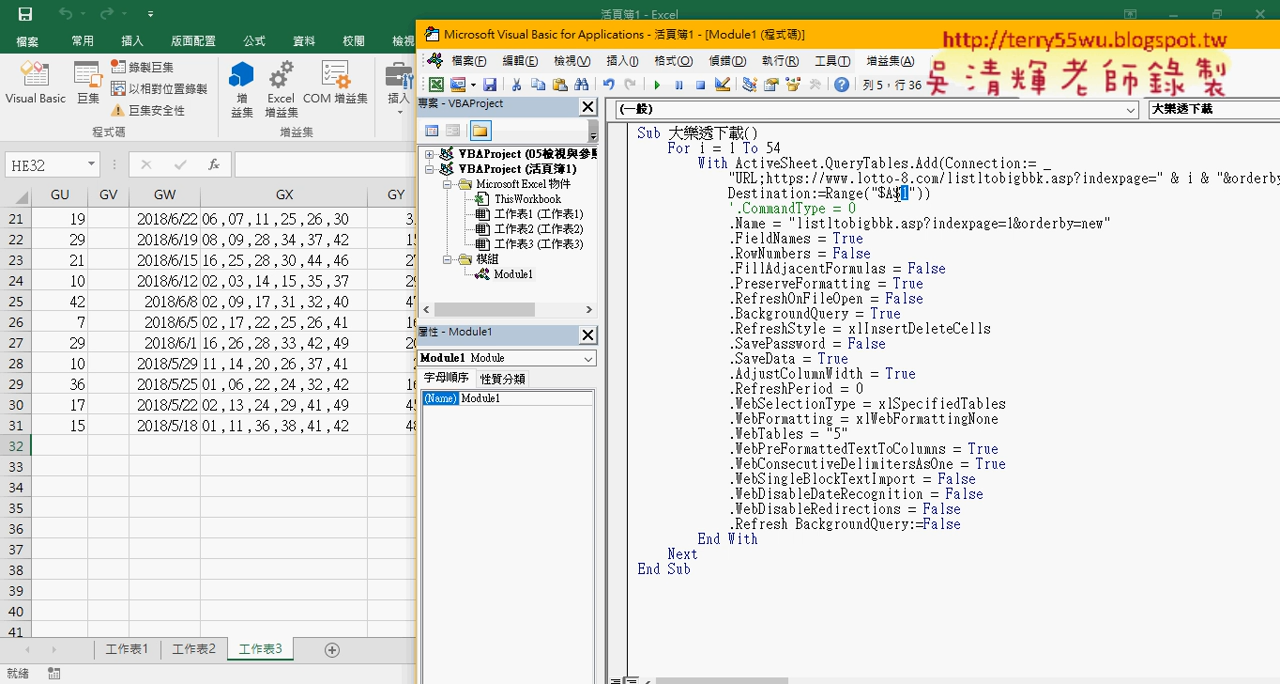 活頁簿1 - Excel
檔案 常用 插入 版面配置 公式 資料 校閱 檢視
Visual Basic 巨集 錄製巨集 以相對位置錄製 巨集安全性 增益集 Excel 增益集 COM 增益集 插入
程式碼 增益集
HE32 fx
GU GV GW GX GY
21 19 2018/6/22 06,07,11,25,26,30 3
22 29 2018/6/19 08,09,28,34,37,42 15
23 21 2018/6/15 16,25,28,30,44,46 27
24 10 2018/6/12 02,03,14,15,35,37 29
25 42 2018/6/8 02,09,17,31,32,40 47
26 7 2018/6/5 02,17,22,25,26,41 16
27 29 2018/6/1 16,26,28,33,42,49 20
28 10 2018/5/29 11,14,20,26,37,41
29 36 2018/5/25 01,06,22,24,32,42 16
30 17 2018/5/22 02,13,24,29,41,49 45
31 15 2018/5/18 01,11,36,38,41,42 48
32
33
34
35
36
37
38
39
40
41
工作表1 工作表2 工作表3
就緒
Microsoft Visual Basic for Applications - 活頁簿1 - [Module1 (程式碼)]
檔案(F) 編輯(E) 檢視(V) 插入(I) 格式(O) 偵錯(D) 執行(R) 工具(T) 增益集(A)
列 5，行 36
http://terry55wu.blogspot.tw
吳清輝老師錄製
專案 - VBAProject
VBAProject (05檢視與參
VBAProject (活頁簿1)
Microsoft Excel 物件
ThisWorkbook
工作表1 (工作表1)
工作表2 (工作表2)
工作表3 (工作表3)
模組
Module1
屬性 - Module1
Module1 Module
字母順序 性質分類
(Name) Module1
(一般) 大樂透下載
Sub 大樂透下載()
For i = 1 To 54
With ActiveSheet.QueryTables.Add(Connection:= _
"URL;https://www.lotto-8.com/listltobigbbk.asp?indexpage=" & i & "&orderby
Destination:=Range("$A$1"))
'.CommandType = 0
.Name = "listltobigbbk.asp?indexpage=1&orderby=new"
.FieldNames = True
.RowNumbers = False
.FillAdjacentFormulas = False
.PreserveFormatting = True
.RefreshOnFileOpen = False
.BackgroundQuery = True
.RefreshStyle = xlInsertDeleteCells
.SavePassword = False
.SaveData = True
.AdjustColumnWidth = True
.RefreshPeriod = 0
.WebSelectionType = xlSpecifiedTables
.WebFormatting = xlWebFormattingNone
.WebTables = "5"
.WebPreFormattedTextToColumns = True
.WebConsecutiveDelimitersAsOne = True
.WebSingleBlockTextImport = False
.WebDisableDateRecognition = False
.WebDisableRedirections = False
.Refresh BackgroundQuery:=False
End With
Next
End Sub